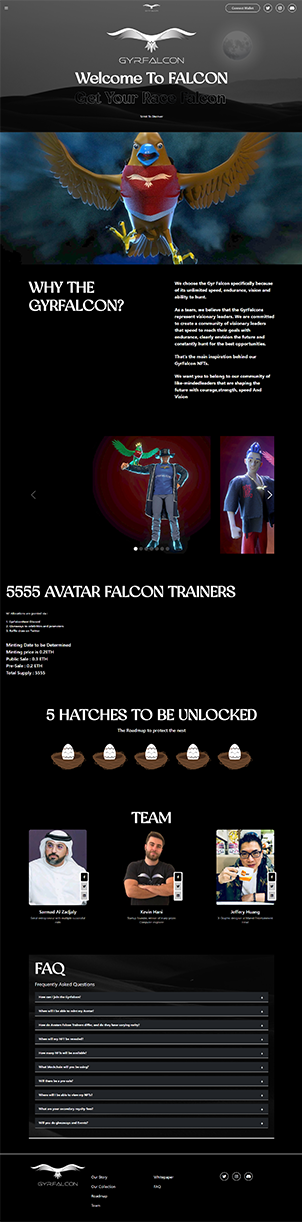 Connect Wallet
GYRFALCON
Welcome To FALCON
Get Your Race Falcon
Scroll To Discover
WHY THE
GYRFALCON?
We choose the Gyr Falcon specifically because
of its unlimited speed, endurance, vision and
ability to hunt.
As a team, we believe that the Gyrfalcons
represent visionary leaders. We are committed
to create a community of visionary leaders
that speed to reach their goals with
endurance, clearly envision the future and
constantly hunt for the best opportunities.
That's the main inspiration behind our
Gyrfalcon NFTs.
We want you to belong to our community of
like-mindedleaders that are shaping the
future with courage,strength, speed And
Vision
5555 AVATAR FALCON TRAINERS
Minting Date to be Determined
Minting price is 0.2ETH
Public Sale : 0.3 ETH
Pre-Sale : 0.2 ETH
Total Supply : 5555
5 HATCHES TO BE UNLOCKED
The Roadmap to protect the nest
TEAM
Sarmad Al Zadjaly
Kevin Hani
Jeffery Huang
FAQ
Frequently Asked Questions
How can I join the Gyrfalcon?
When will I be able to mint my Avatar?
How do Avatars Falcon Trainers differ, and do they have varying rarity?
When will my NFT be revealed?
How many NFTs will be available?
What blockchain will you be using?
Will there be a pre-sale?
Where will I be able to view my NFTs?
What are your secondary royalty fees?
Will you do giveaways and Events?
GYRFALCON
Our Story
Whitepaper
Our Collection
FAQ
Roadmap
Team